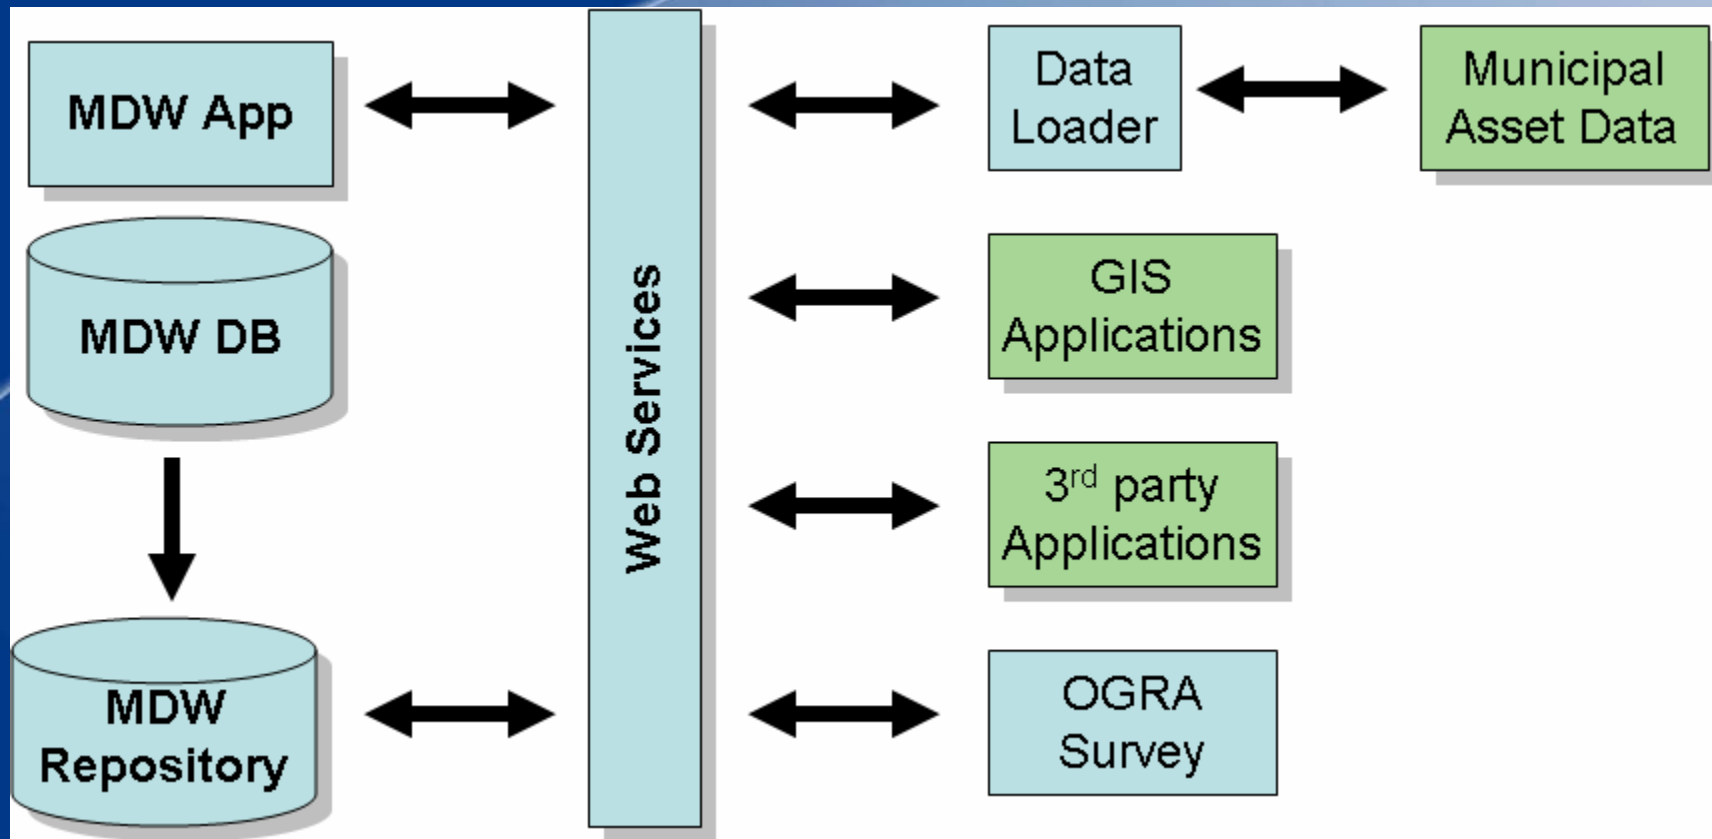 MDW App
MDW DB
MDW
Repository
Web Services
Data
Loader
Municipal
Asset Data
GIS
Applications
3rd party
Applications
OGRA
Survey